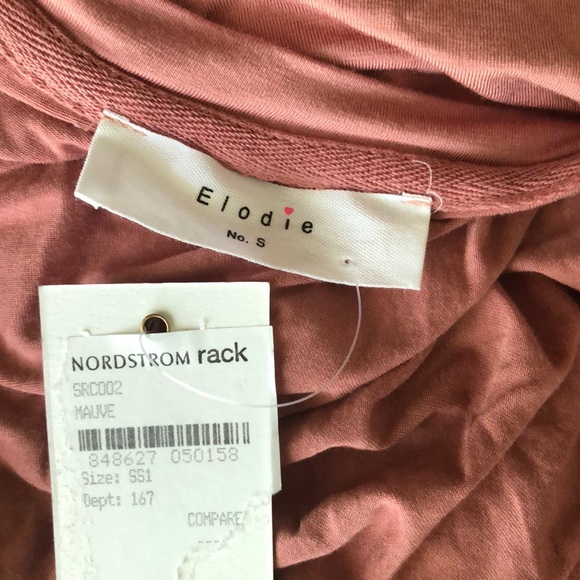 Elodie
No. S
NORDSTROM rack
SRC002
MAUVE
848627 050158
Size: SS1
Dept: 167
COMPARE
----